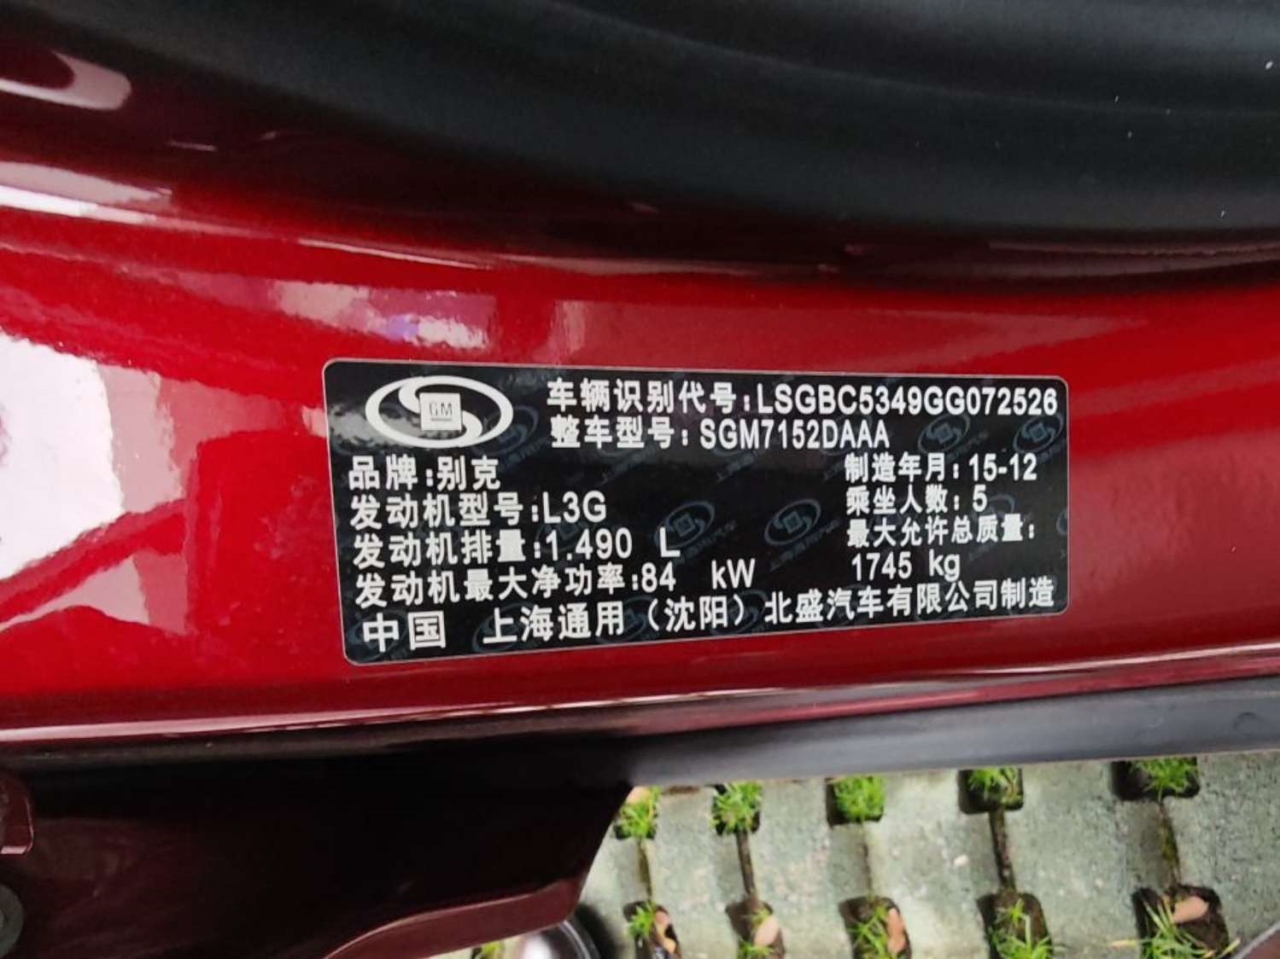 GM
车辆识别代号:LSGBC5349GG072526
整车型号:SGM7152DAAA
品牌:别克
制造年月:15-12
发动机型号:L3G
乘坐人数:5
发动机排量:1.490 L
最大允许总质量:
1745 kg
发动机最大净功率:84 kW
中国 上海通用(沈阳)北盛汽车有限公司制造